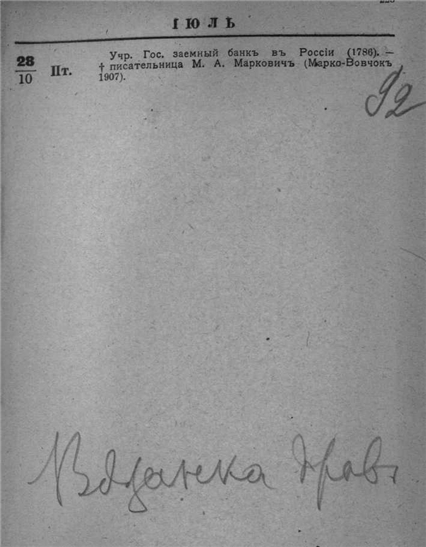 ІЮЛЬ
28
10
Пт.
Учр. Гос. заемный банкъ въ Россіи (1786). —
† писательница М. А. Марковичъ (Марко-Вовчокъ
1907).
92